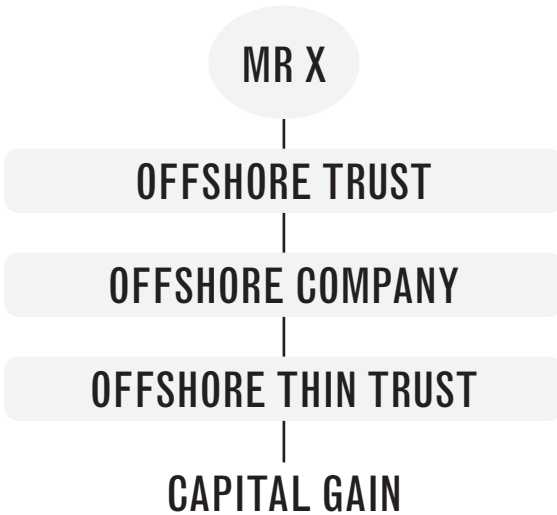 MR X
OFFSHORE TRUST
OFFSHORE COMPANY
OFFSHORE THIN TRUST
CAPITAL GAIN